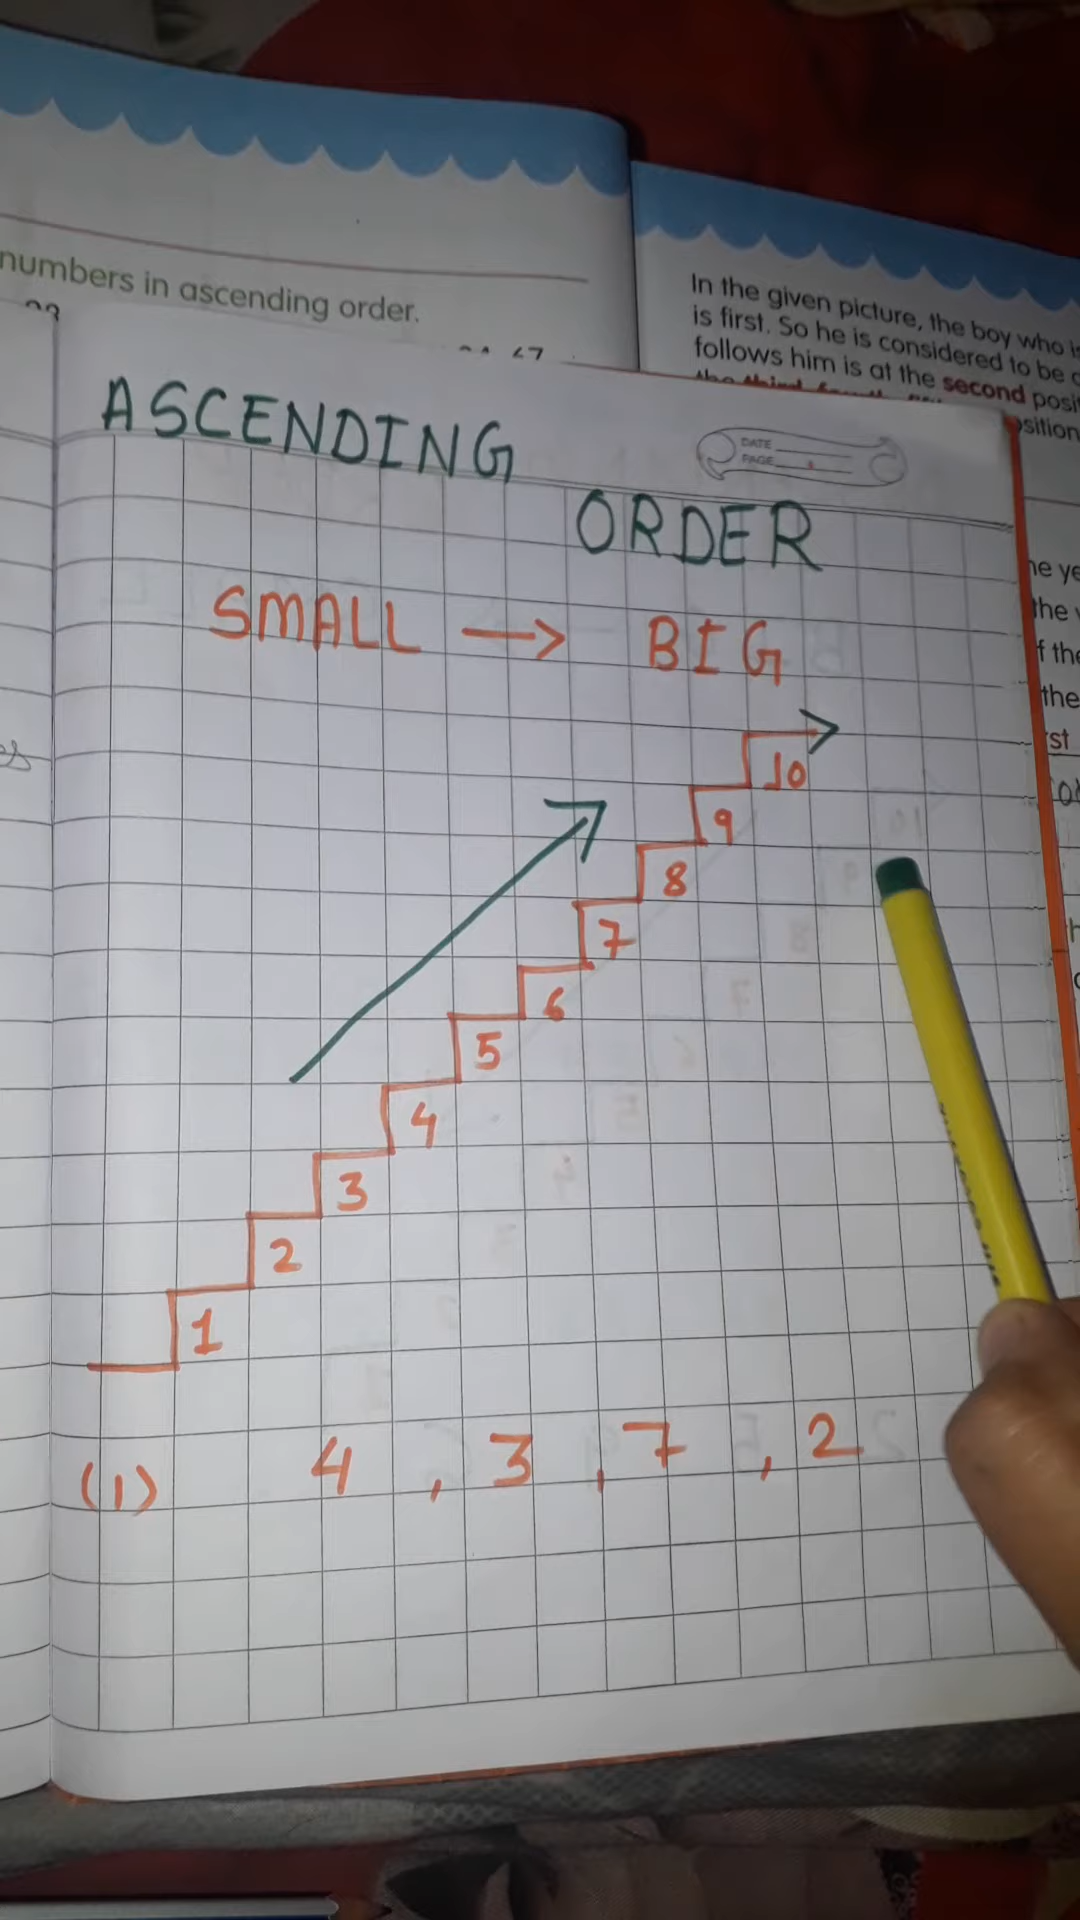 numbers in ascending order.
67
In the given picture, the boy who is
is first. So he is considered to be
follows him is at the second
ASCENDING
ORDER
DATE
PAGE
SMALL → BIG
10
9
8
7
6
5
4
3
2
1
(1) 4 , 3 , 7 , 2